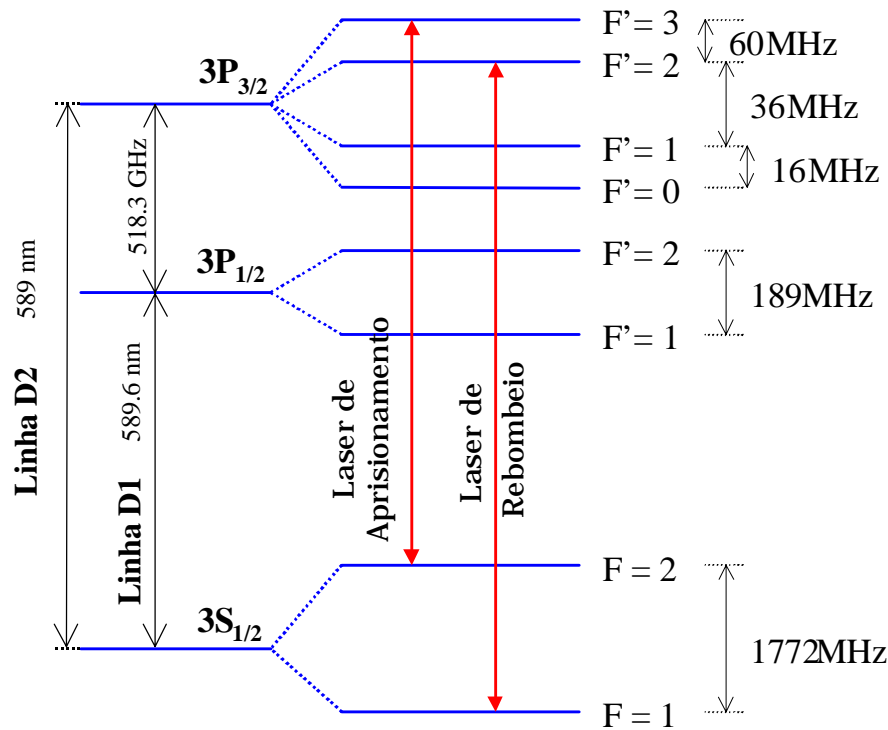 F'= 3
60MHz
F'= 2
3P3/2
36MHz
F'= 1
16MHz
F'= 0
518.3 GHz
589 nm
3P1/2
F'= 2
189MHz
F'= 1
Linha D2
589.6 nm
Linha D1
Laser de
Aprisionamento
Laser de
Rebombeio
F = 2
3S1/2
1772MHz
F = 1